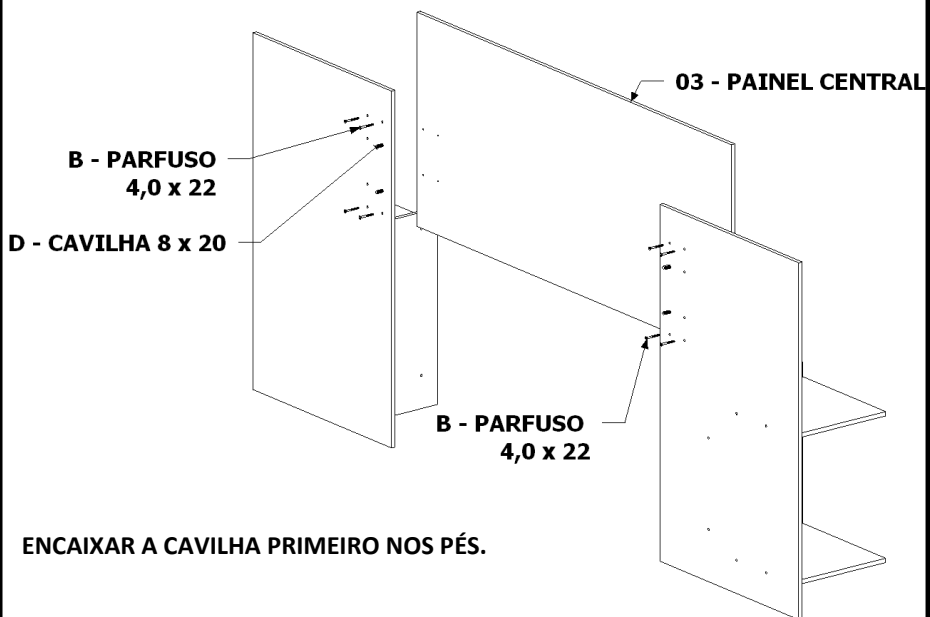 03 - PAINEL CENTRAL
B - PARFUSO
4,0 x 22
D - CAVILHA 8 x 20
B - PARFUSO
4,0 x 22
ENCAIXAR A CAVILHA PRIMEIRO NOS PÉS.